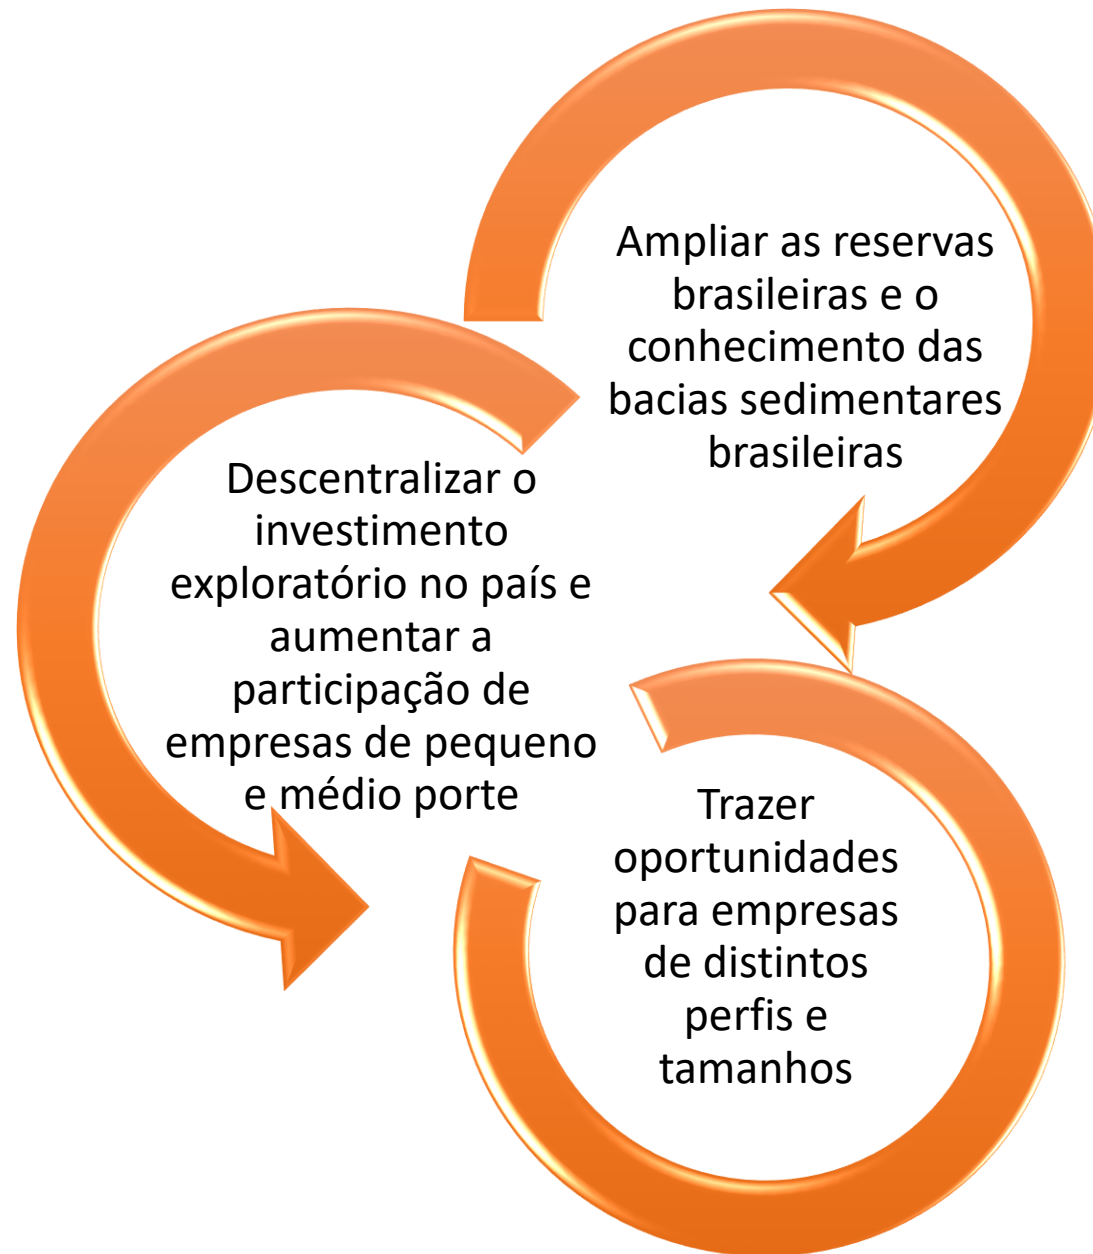 Ampliar as reservas
brasileiras e o
conhecimento das
bacias sedimentares
brasileiras
Descentralizar o
investimento
exploratório no país e
aumentar a
participação de
empresas de pequeno
e médio porte
Trazer
oportunidades
para empresas
de distintos
perfis e
tamanhos